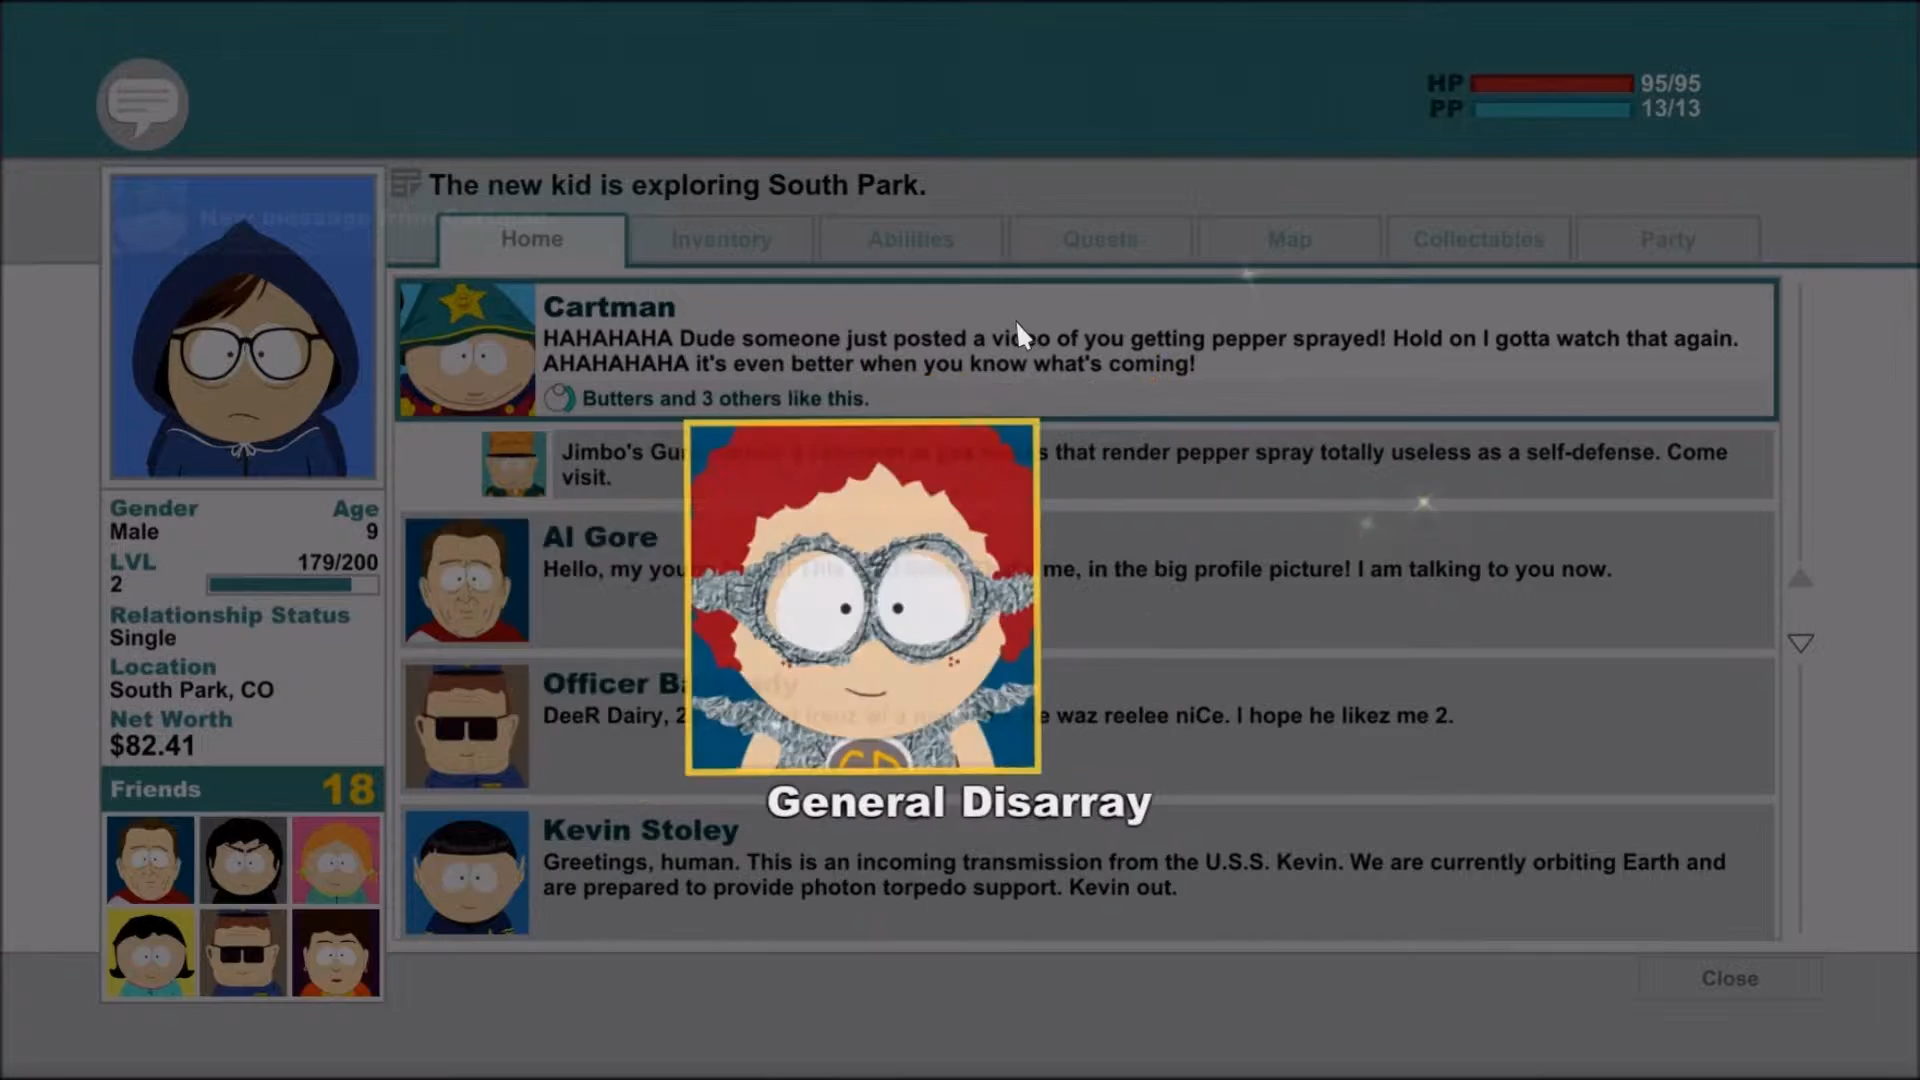 HP 95/95
PP 13/13
The new kid is exploring South Park.
Home Inventory Abilities Quests Map Collectables Party
Cartman
HAHAHAHA Dude someone just posted a video of you getting pepper sprayed! Hold on I gotta watch that again.
AHAHAHAHA it's even better when you know what's coming!
Butters and 3 others like this.
Jimbo's that render pepper spray totally useless as a self-defense. Come
visit.
Al Gore
Hello, my me, in the big profile picture! I am talking to you now.
Officer
DeeR Dairy, waz reelee niCe. I hope he likez me 2.
General Disarray
Kevin Stoley
Greetings, human. This is an incoming transmission from the U.S.S. Kevin. We are currently orbiting Earth and
are prepared to provide photon torpedo support. Kevin out.
Gender Age
Male 9
LVL 179/200
2
Relationship Status
Single
Location
South Park, CO
Net Worth
$82.41
Friends 18
Close